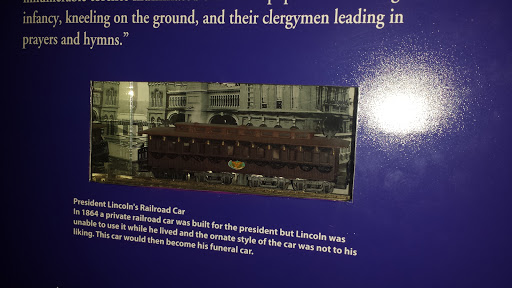 infancy, kneeling on the ground, and their clergymen leading in
prayers and hymns.”
President Lincoln's Railroad Car
In 1864 a private railroad car was built for the president but Lincoln was
unable to use it while he lived and the ornate style of the car was not to his
liking. This car would then become his funeral car.